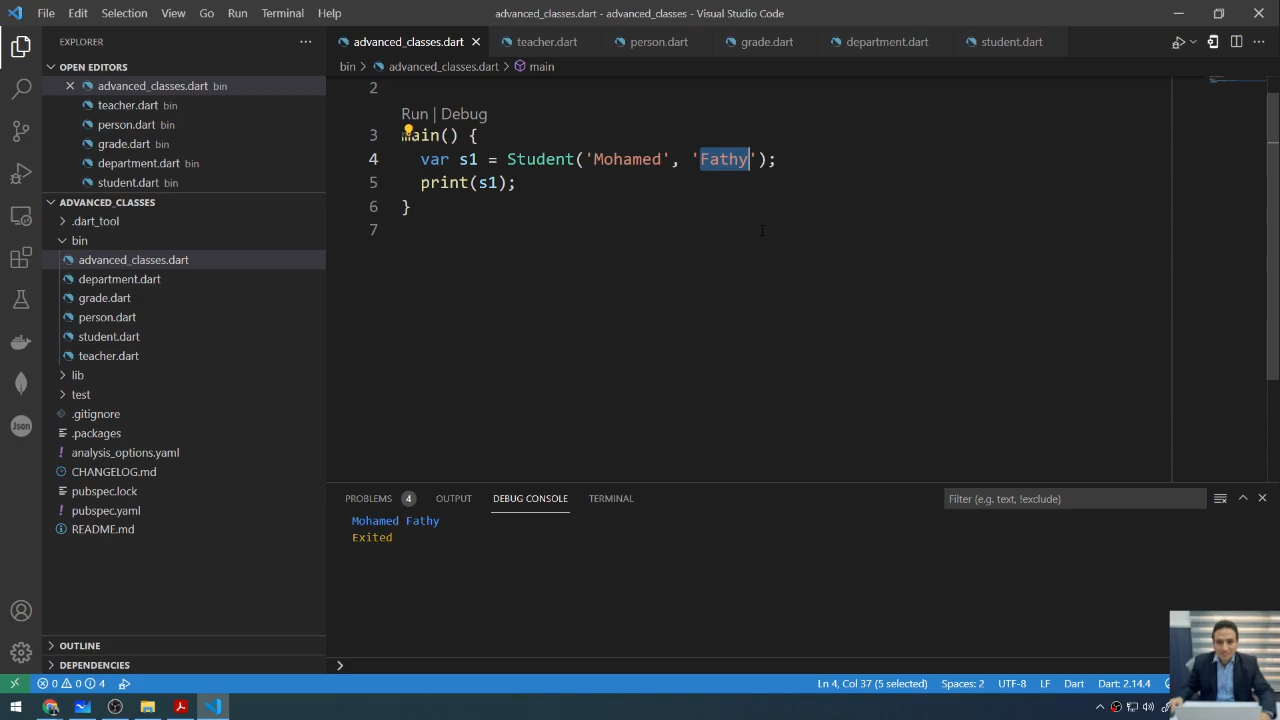 File Edit Selection View Go Run Terminal Help
advanced_classes.dart - advanced_classes - Visual Studio Code
EXPLORER
OPEN EDITORS
advanced_classes.dart bin
teacher.dart bin
person.dart bin
grade.dart bin
department.dart bin
student.dart bin
ADVANCED_CLASSES
.dart_tool
bin
advanced_classes.dart
department.dart
grade.dart
person.dart
student.dart
teacher.dart
lib
test
.gitignore
.packages
analysis_options.yaml
CHANGELOG.md
pubspec.lock
pubspec.yaml
README.md
OUTLINE
DEPENDENCIES
Json
advanced_classes.dart teacher.dart person.dart grade.dart department.dart student.dart
bin > advanced_classes.dart > main
2
Run | Debug
3 main() {
4 var s1 = Student('Mohamed', 'Fathy');
5 print(s1);
6 }
7
PROBLEMS 4 OUTPUT DEBUG CONSOLE TERMINAL
Filter (e.g. text, !exclude)
Mohamed Fathy
Exited
0 0 4
Ln 4, Col 37 (5 selected) Spaces: 2 UTF-8 LF Dart Dart: 2.14.4